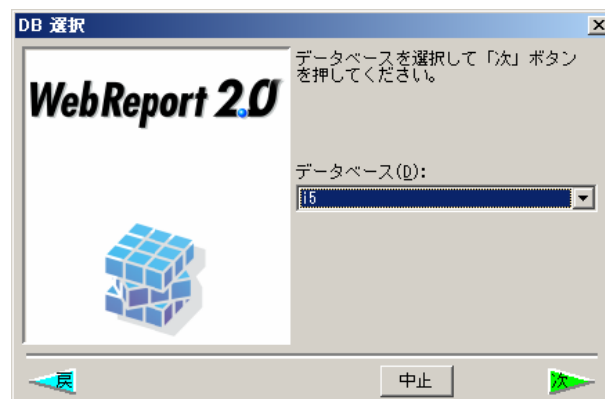 DB 選択
データベースを選択して「次」ボタン
を押してください。
WebReport 2.0
データベース(D):
i5
戻
中止
次